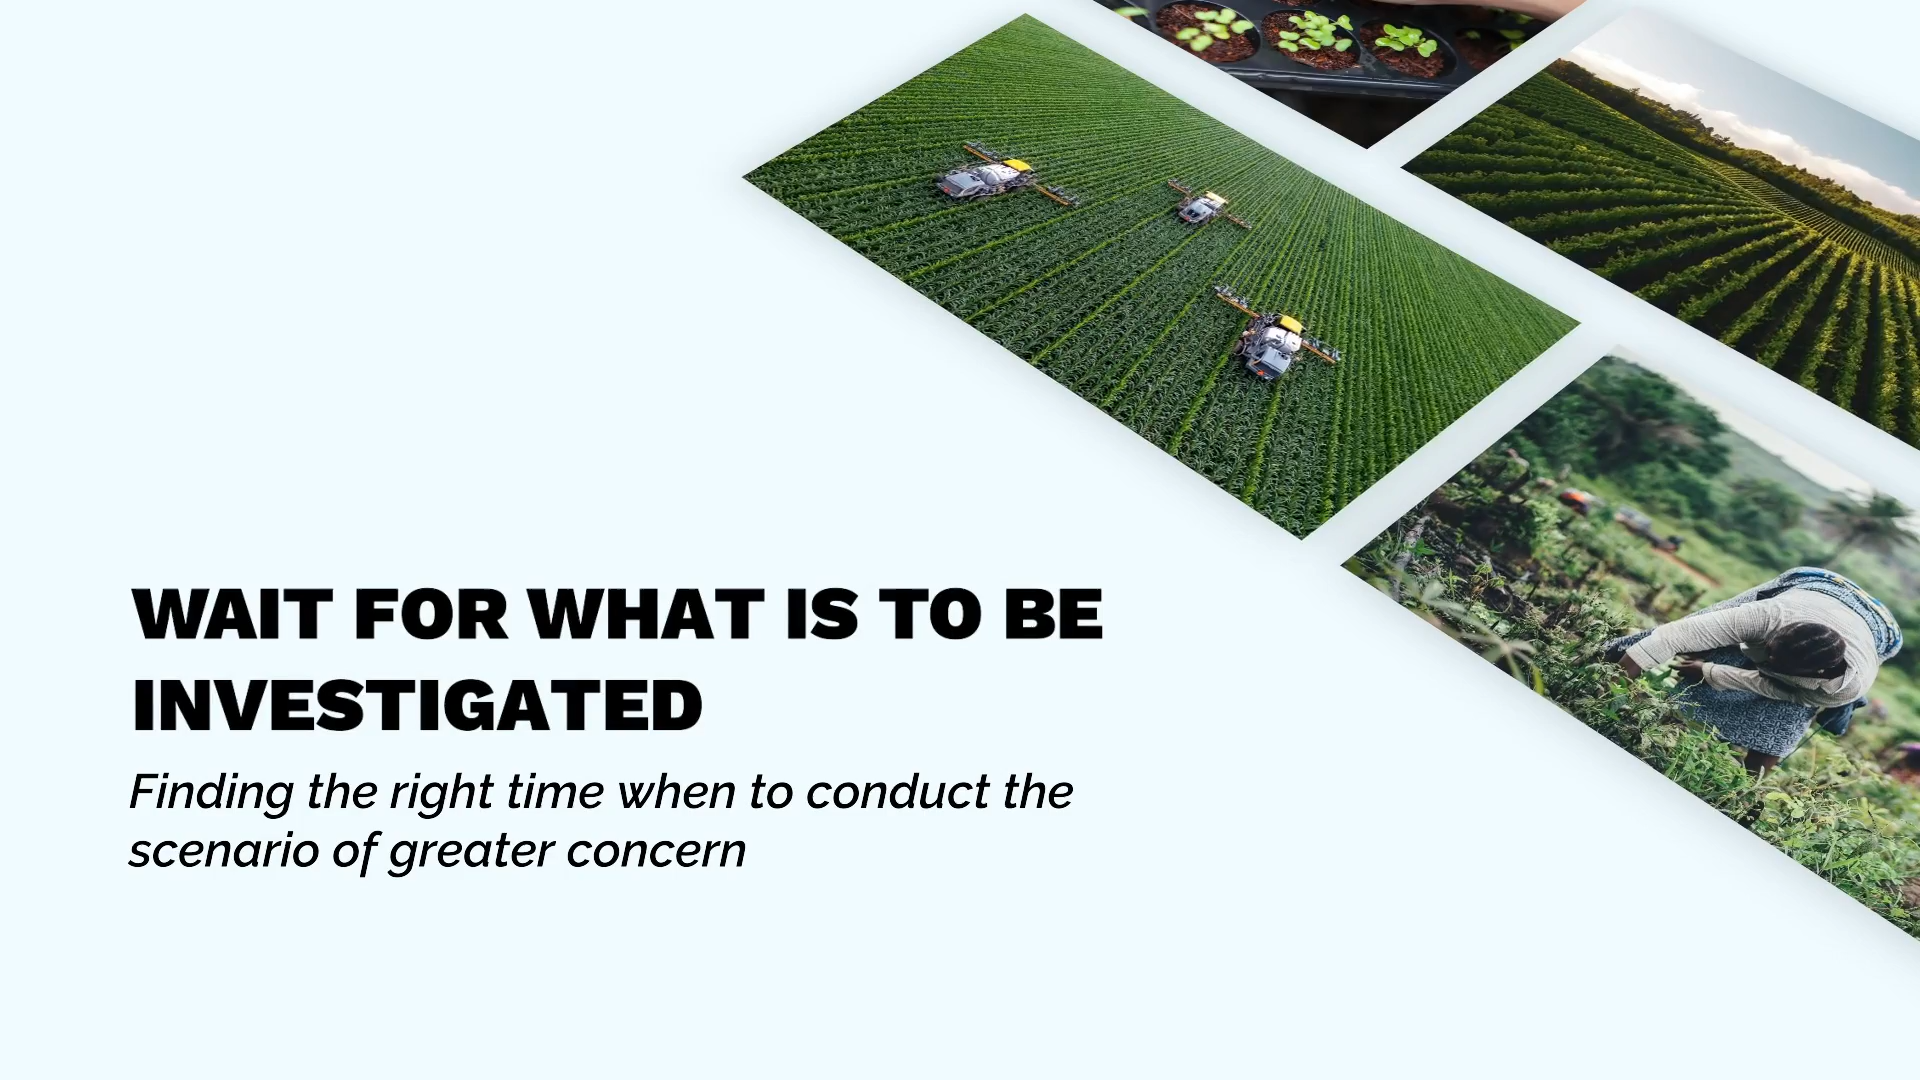 WAIT FOR WHAT IS TO BE
INVESTIGATED
Finding the right time when to conduct the
scenario of greater concern